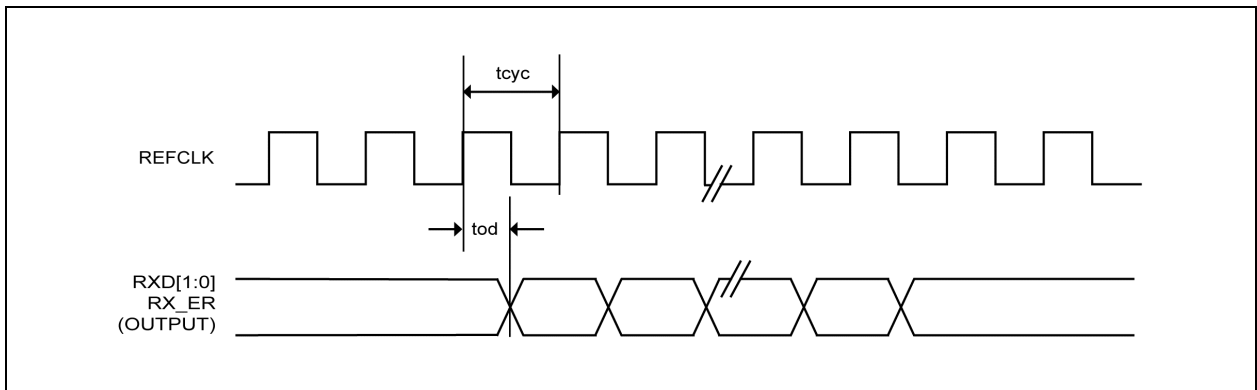 tcyc
REFCLK
tod
RXD[1:0]
RX_ER
(OUTPUT)